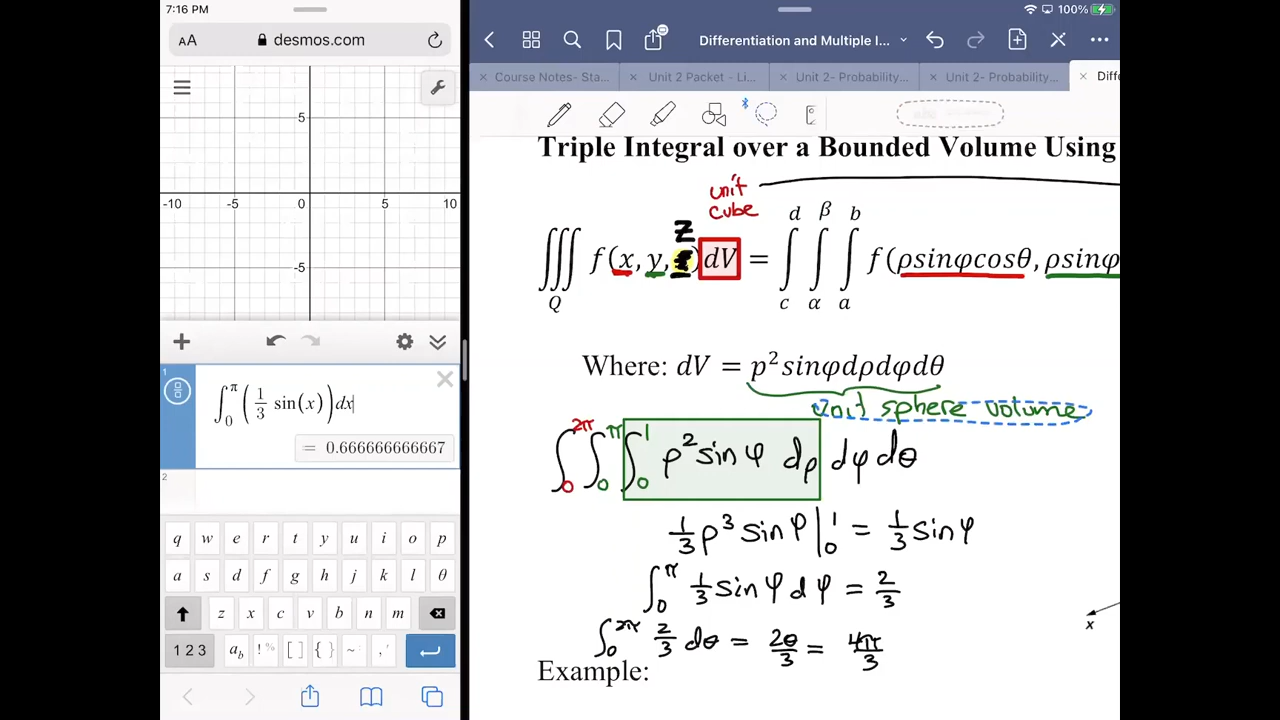 7:16 PM
100%
AA desmos.com
Differentiation and Multiple I...
Course Notes- Sta...
Unit 2 Packet - Li...
Unit 2- Probability...
Unit 2- Probability...
Diffe
5
-10 -5 0 5 10
-5
1
∫₀^π (1/3 sin(x))dx
= 0.666666666667
2
q w e r t y u i o p
a s d f g h j k l θ
z x c v b n m
1 2 3 a_b !% [ ] { } ~ , '
Triple Integral over a Bounded Volume Using
unit
cube
z
∭_Q f(x, y, z) dV = ∫_c^d ∫_α^β ∫_a^b f(ρsinφcosθ, ρsinφ
Where: dV = p²sinφdρdφdθ
unit sphere volume
∫₀^2π ∫₀^π ∫₀^1 ρ² sin φ dρ dφ dθ
1/3 ρ³ sin φ |₀^1 = 1/3 sin φ
∫₀^π 1/3 sin φ d φ = 2/3
∫₀^2π 2/3 dθ = 2θ/3 = 4π/3
x
Example: